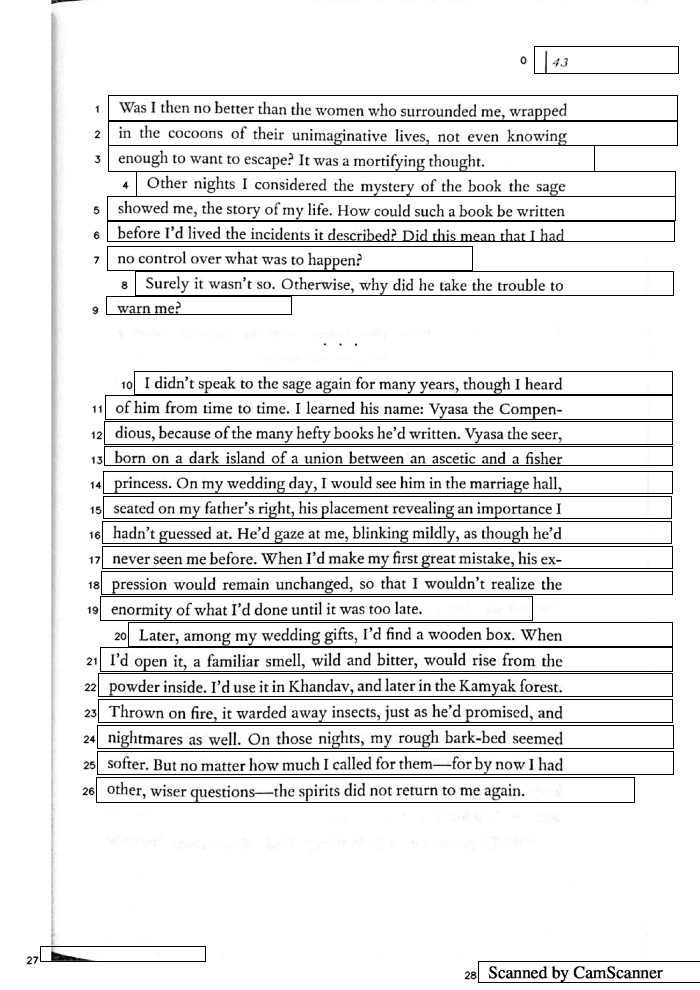 0 | 43
1 Was I then no better than the women who surrounded me, wrapped
2 in the cocoons of their unimaginative lives, not even knowing
3 enough to want to escape? It was a mortifying thought.
4 Other nights I considered the mystery of the book the sage
5 showed me, the story of my life. How could such a book be written
6 before I'd lived the incidents it described? Did this mean that I had
7 no control over what was to happen?
8 Surely it wasn't so. Otherwise, why did he take the trouble to
9 warn me?
. . .
10 I didn't speak to the sage again for many years, though I heard
11 of him from time to time. I learned his name: Vyasa the Compen-
12 dious, because of the many hefty books he'd written. Vyasa the seer,
13 born on a dark island of a union between an ascetic and a fisher
14 princess. On my wedding day, I would see him in the marriage hall,
15 seated on my father's right, his placement revealing an importance I
16 hadn't guessed at. He'd gaze at me, blinking mildly, as though he'd
17 never seen me before. When I'd make my first great mistake, his ex-
18 pression would remain unchanged, so that I wouldn't realize the
19 enormity of what I'd done until it was too late.
20 Later, among my wedding gifts, I'd find a wooden box. When
21 I'd open it, a familiar smell, wild and bitter, would rise from the
22 powder inside. I'd use it in Khandav, and later in the Kamyak forest.
23 Thrown on fire, it warded away insects, just as he'd promised, and
24 nightmares as well. On those nights, my rough bark-bed seemed
25 softer. But no matter how much I called for them—for by now I had
26 other, wiser questions—the spirits did not return to me again.
27
28 Scanned by CamScanner